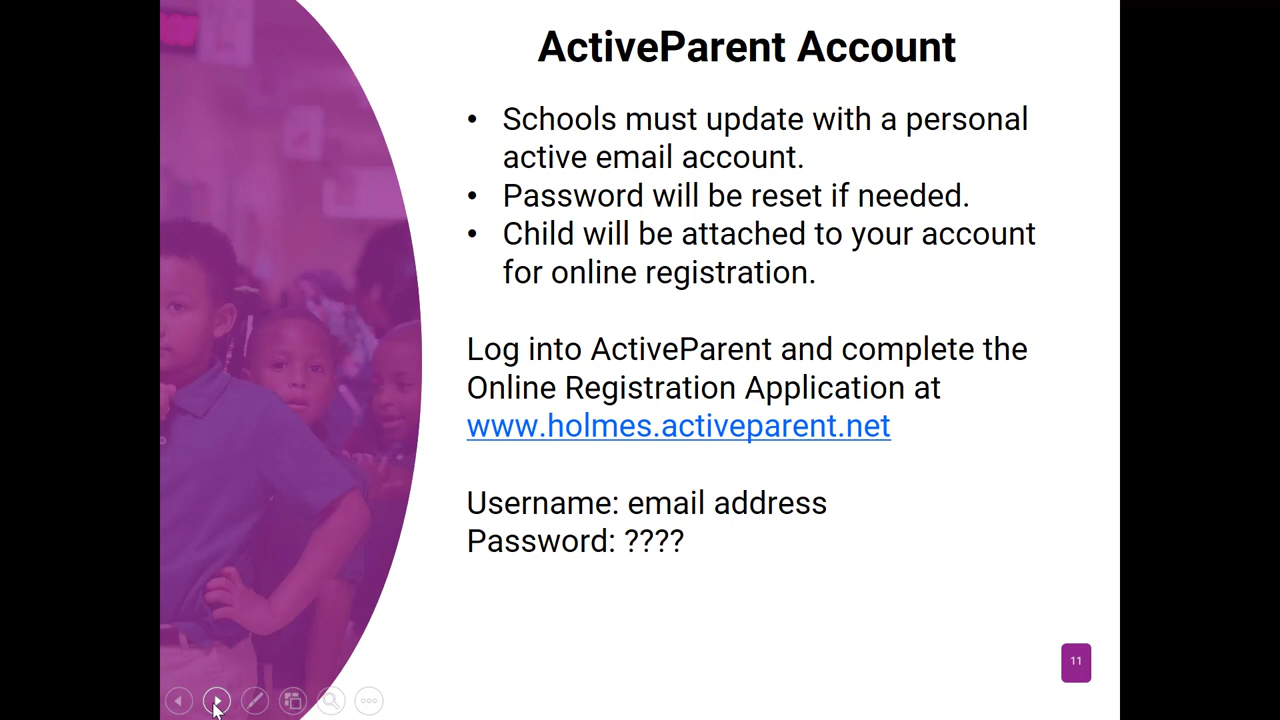 ActiveParent Account
• Schools must update with a personal
active email account.
• Password will be reset if needed.
• Child will be attached to your account
for online registration.
Log into ActiveParent and complete the
Online Registration Application at
www.holmes.activeparent.net
Username: email address
Password: ????
11